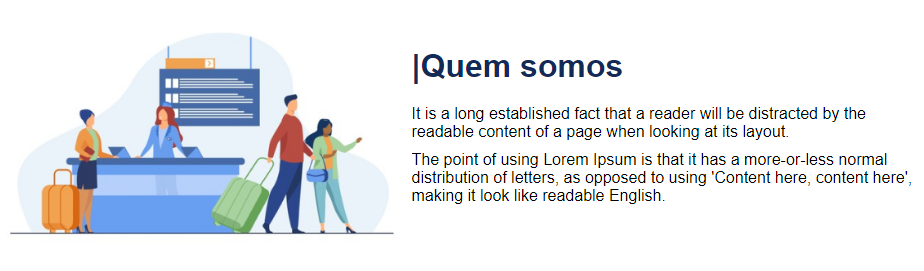 |Quem somos
It is a long established fact that a reader will be distracted by the
readable content of a page when looking at its layout.
The point of using Lorem Ipsum is that it has a more-or-less normal
distribution of letters, as opposed to using 'Content here, content here',
making it look like readable English.